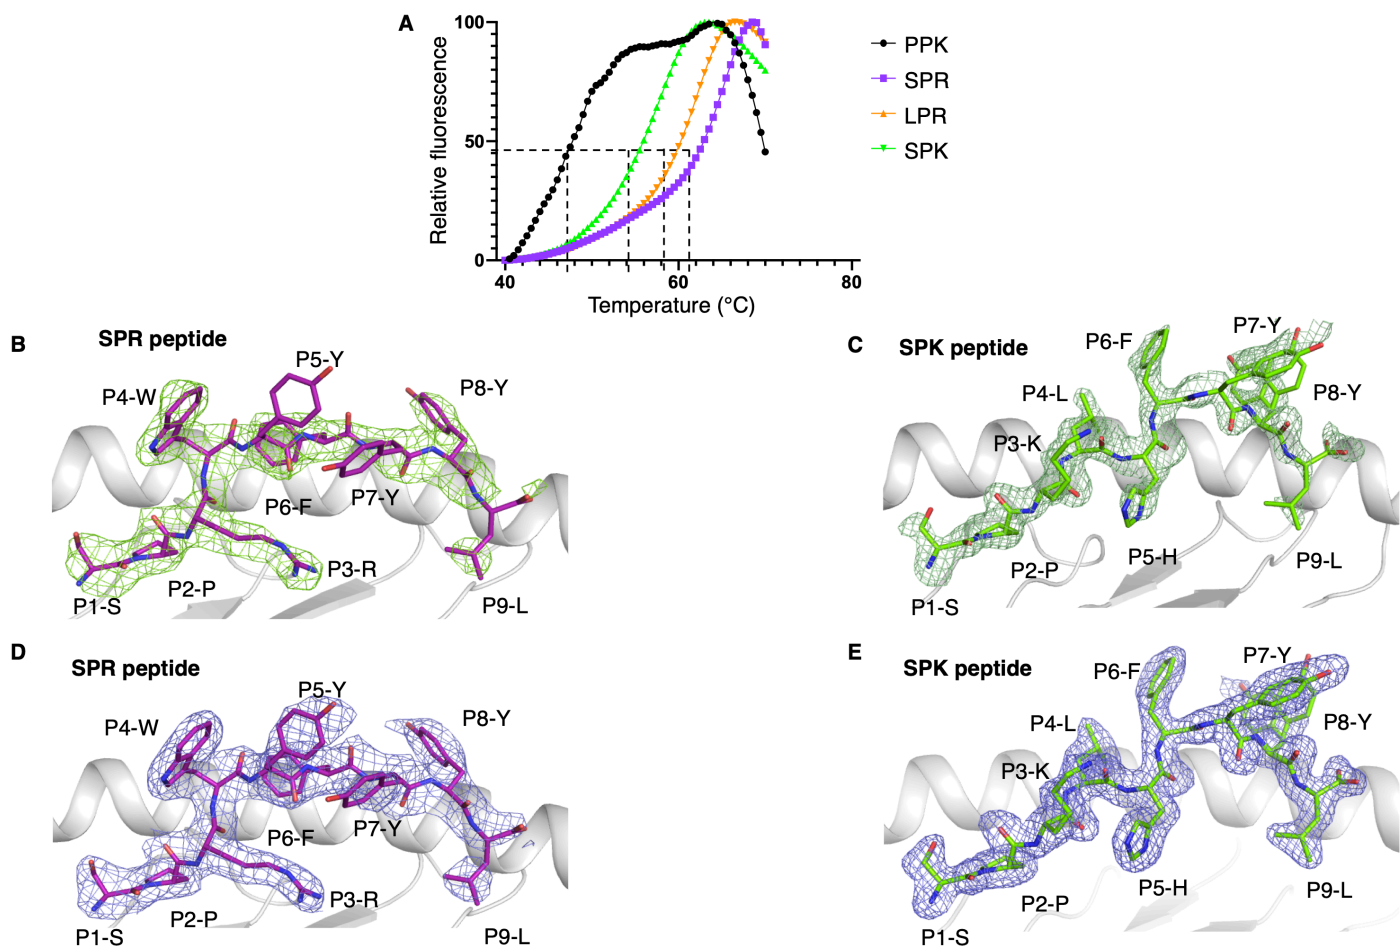 A
Relative fluorescence
100
50
0
40
60
80
Temperature (°C)
PPK
SPR
LPR
SPK
B
SPR peptide
P4-W
P5-Y
P8-Y
P6-F
P7-Y
P3-R
P2-P
P1-S
P9-L
C
SPK peptide
P6-F
P7-Y
P4-L
P8-Y
P3-K
P5-H
P2-P
P9-L
P1-S
D
SPR peptide
P5-Y
P4-W
P8-Y
P6-F
P7-Y
P3-R
P2-P
P1-S
P9-L
E
SPK peptide
P6-F
P7-Y
P4-L
P8-Y
P3-K
P5-H
P2-P
P9-L
P1-S